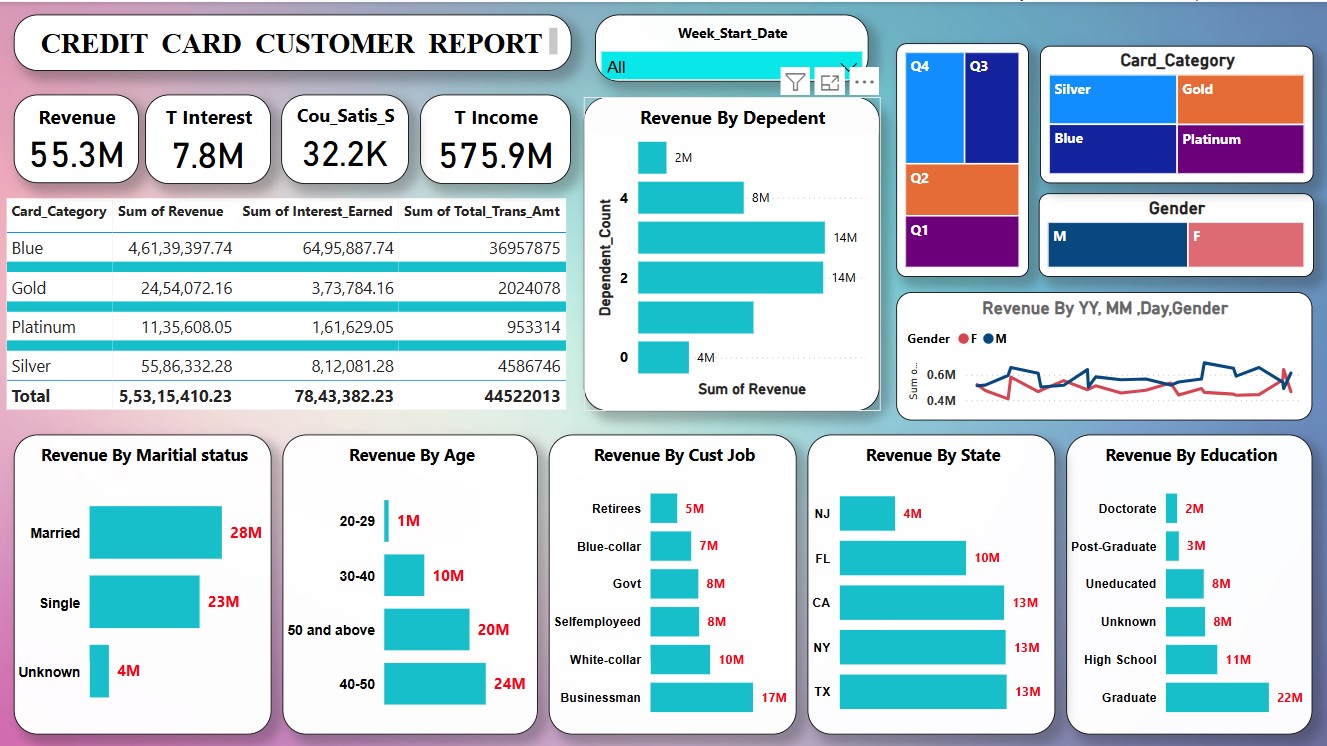 CREDIT CARD CUSTOMER REPORT
Week_Start_Date
All
Revenue
55.3M
T Interest
7.8M
Cou_Satis_S
32.2K
T Income
575.9M
Card_Category Sum of Revenue Sum of Interest_Earned Sum of Total_Trans_Amt
Blue 4,61,39,397.74 64,95,887.74 36957875
Gold 24,54,072.16 3,73,784.16 2024078
Platinum 11,35,608.05 1,61,629.05 953314
Silver 55,86,332.28 8,12,081.28 4586746
Total 5,53,15,410.23 78,43,382.23 44522013
Revenue By Depedent
Dependent_Count
2M
4 8M
14M
2 14M
0 4M
Sum of Revenue
Q4 Q3
Q2
Q1
Card_Category
Silver Gold
Blue Platinum
Gender
M F
Revenue By YY, MM ,Day,Gender
Gender F M
Sum o...
0.6M
0.4M
Revenue By Maritial status
Married 28M
Single 23M
Unknown 4M
Revenue By Age
20-29 1M
30-40 10M
50 and above 20M
40-50 24M
Revenue By Cust Job
Retirees 5M
Blue-collar 7M
Govt 8M
Selfemployeed 8M
White-collar 10M
Businessman 17M
Revenue By State
NJ 4M
FL 10M
CA 13M
NY 13M
TX 13M
Revenue By Education
Doctorate 2M
Post-Graduate 3M
Uneducated 8M
Unknown 8M
High School 11M
Graduate 22M